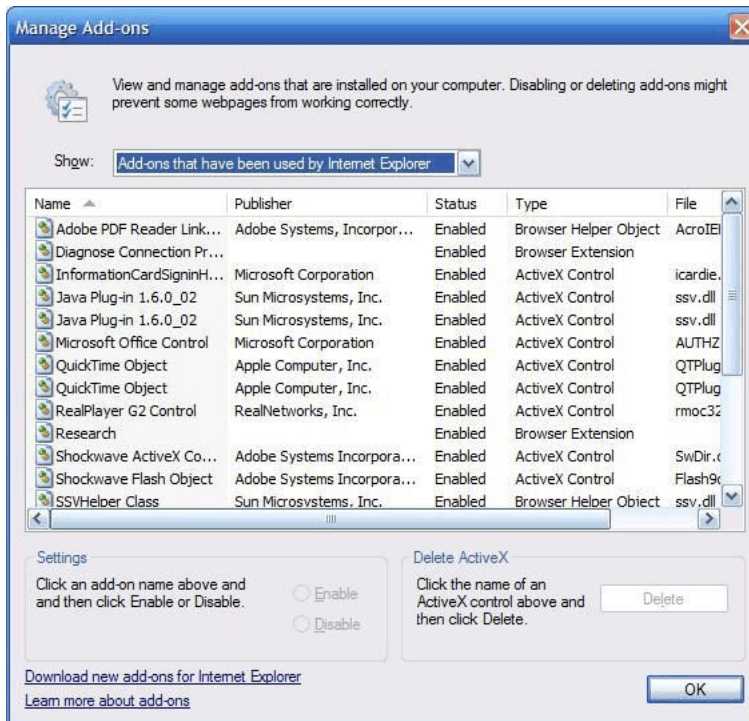 Manage Add-ons
View and manage add-ons that are installed on your computer. Disabling or deleting add-ons might
prevent some webpages from working correctly.
Show: Add-ons that have been used by Internet Explorer
Name Publisher Status Type File
Adobe PDF Reader Link... Adobe Systems, Incorpor... Enabled Browser Helper Object AcroIE
Diagnose Connection Pr... Enabled Browser Extension
InformationCardSigninH... Microsoft Corporation Enabled ActiveX Control icardie.
Java Plug-in 1.6.0_02 Sun Microsystems, Inc. Enabled ActiveX Control ssv.dll
Java Plug-in 1.6.0_02 Sun Microsystems, Inc. Enabled ActiveX Control ssv.dll
Microsoft Office Control Microsoft Corporation Enabled ActiveX Control AUTHZ
QuickTime Object Apple Computer, Inc. Enabled ActiveX Control QTPlug
QuickTime Object Apple Computer, Inc. Enabled ActiveX Control QTPlug
RealPlayer G2 Control RealNetworks, Inc. Enabled ActiveX Control rmoc32
Research Enabled Browser Extension
Shockwave ActiveX Co... Adobe Systems Incorpora... Enabled ActiveX Control SwDir.
Shockwave Flash Object Adobe Systems Incorpora... Enabled ActiveX Control Flash9
SSVHelper Class Sun Microsystems, Inc. Enabled Browser Helper Object ssv.dll
Settings
Click an add-on name above and
and then click Enable or Disable.
Enable
Disable
Delete ActiveX
Click the name of an
ActiveX control above and
then click Delete.
Delete
Download new add-ons for Internet Explorer
Learn more about add-ons
OK